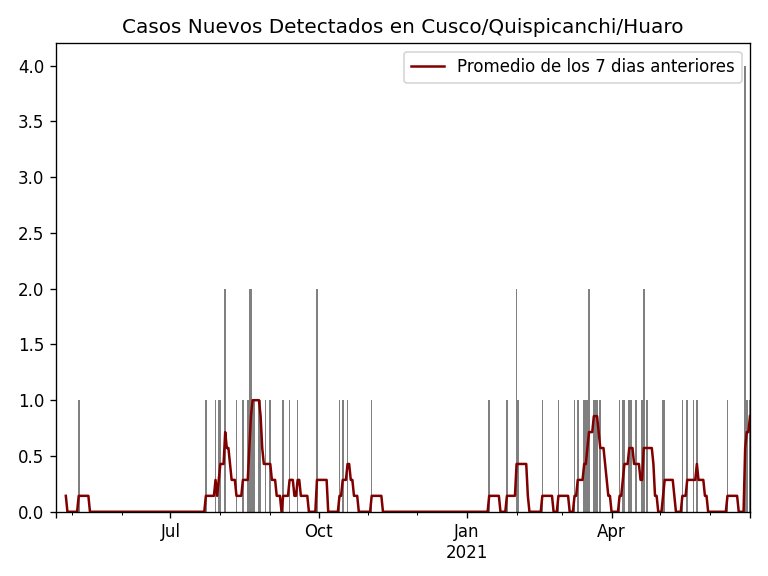 Casos Nuevos Detectados en Cusco/Quispicanchi/Huaro
Promedio de los 7 dias anteriores
4.0
3.5
3.0
2.5
2.0
1.5
1.0
0.5
0.0
Jul
Oct
Jan
2021
Apr